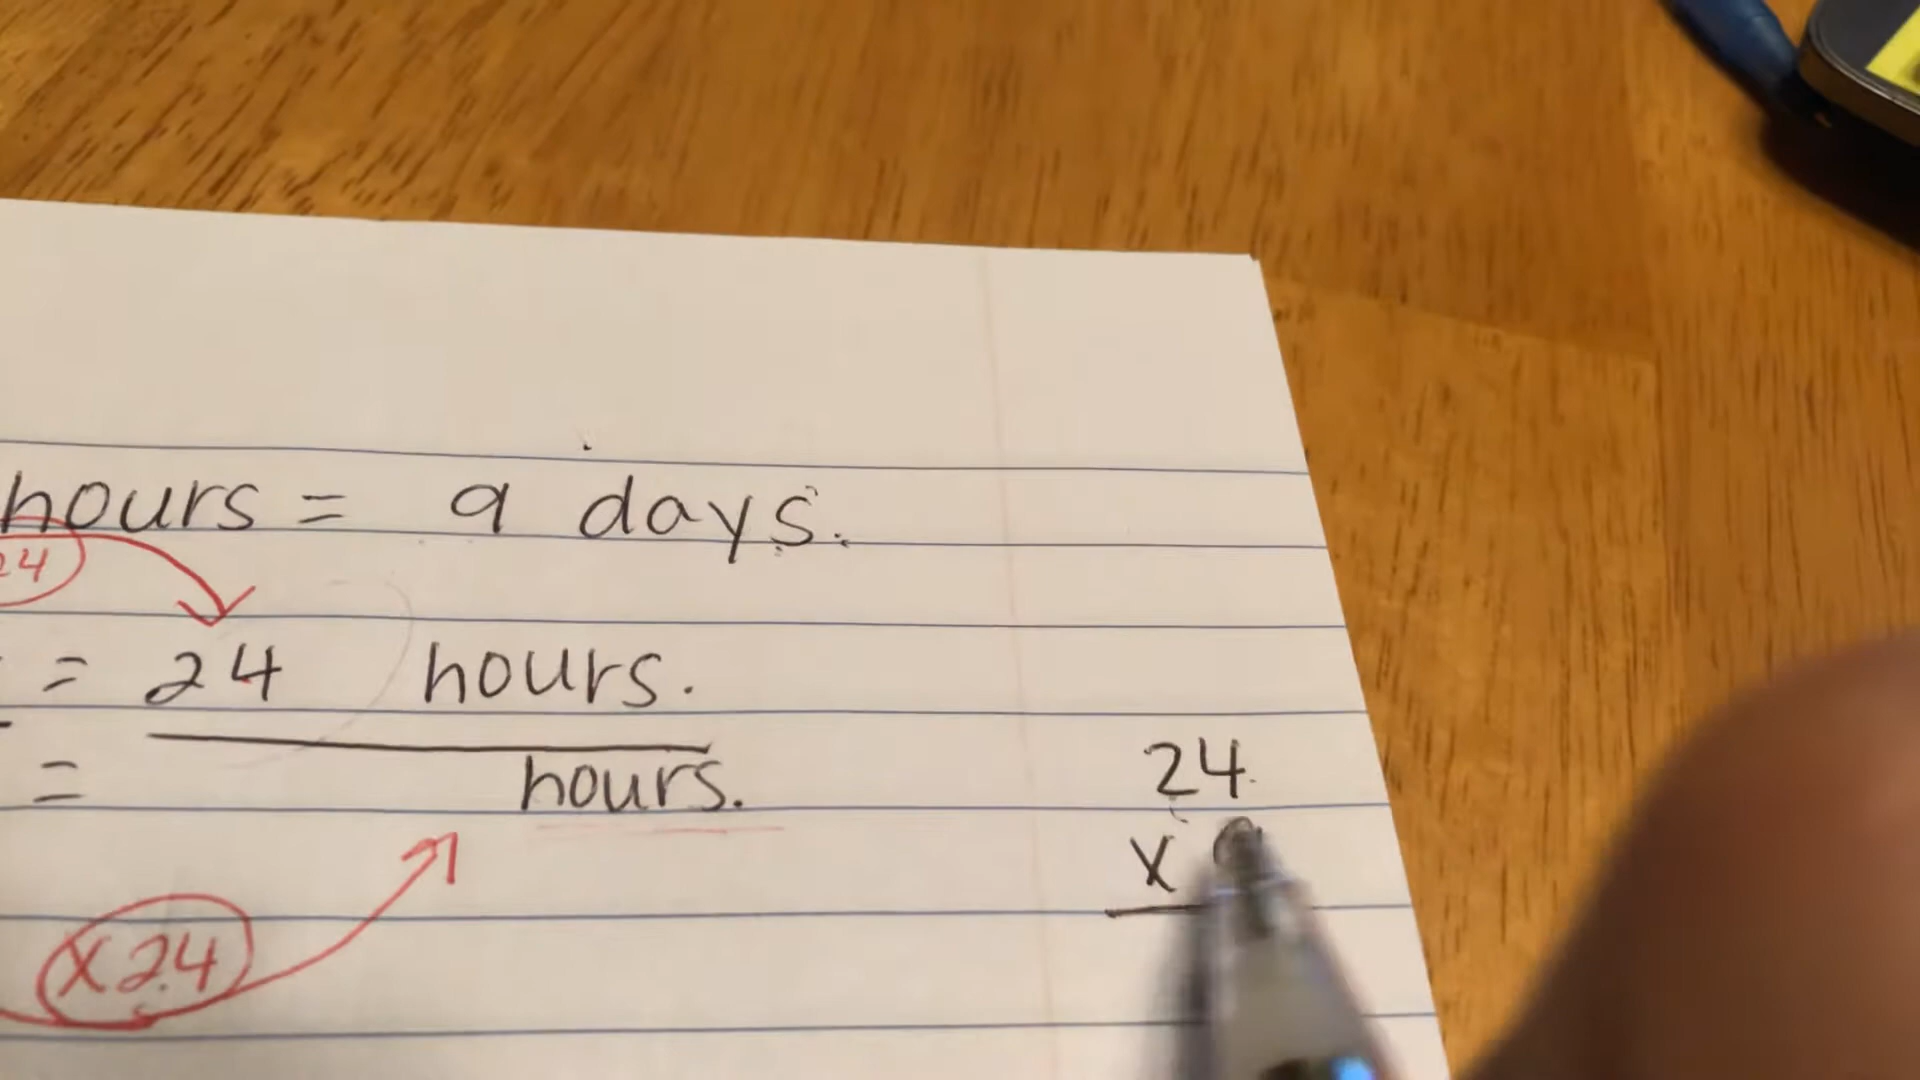 hours = 9 days.
24
= 24 hours.
= hours.
24
x
x24